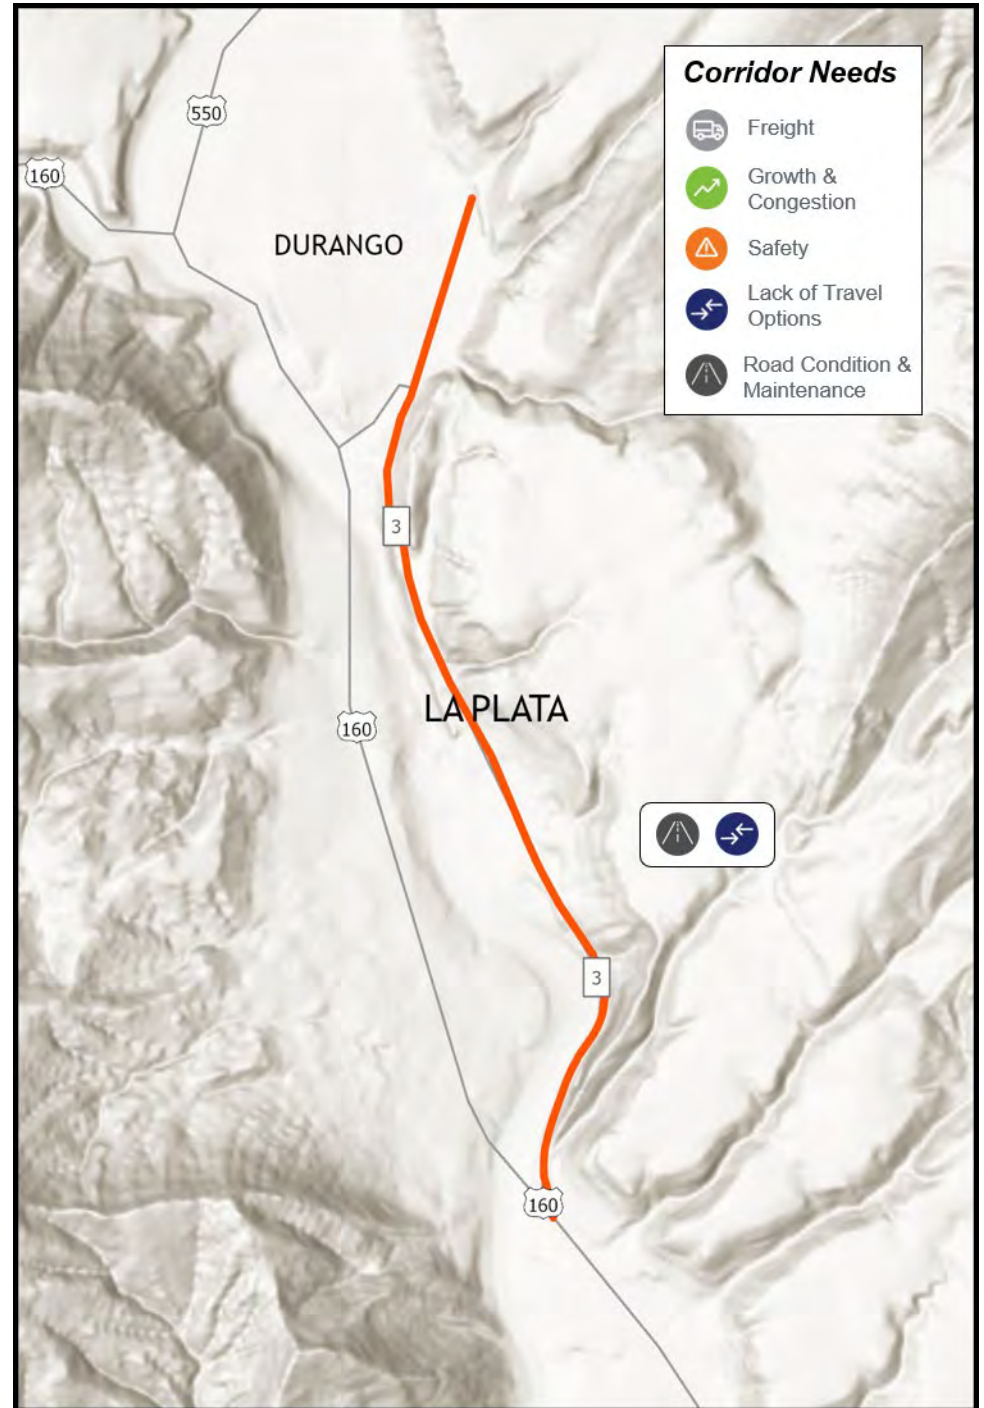 Corridor Needs
Freight
Growth &
Congestion
Safety
Lack of Travel
Options
Road Condition &
Maintenance
550
160
DURANGO
3
LA PLATA
160
3
160